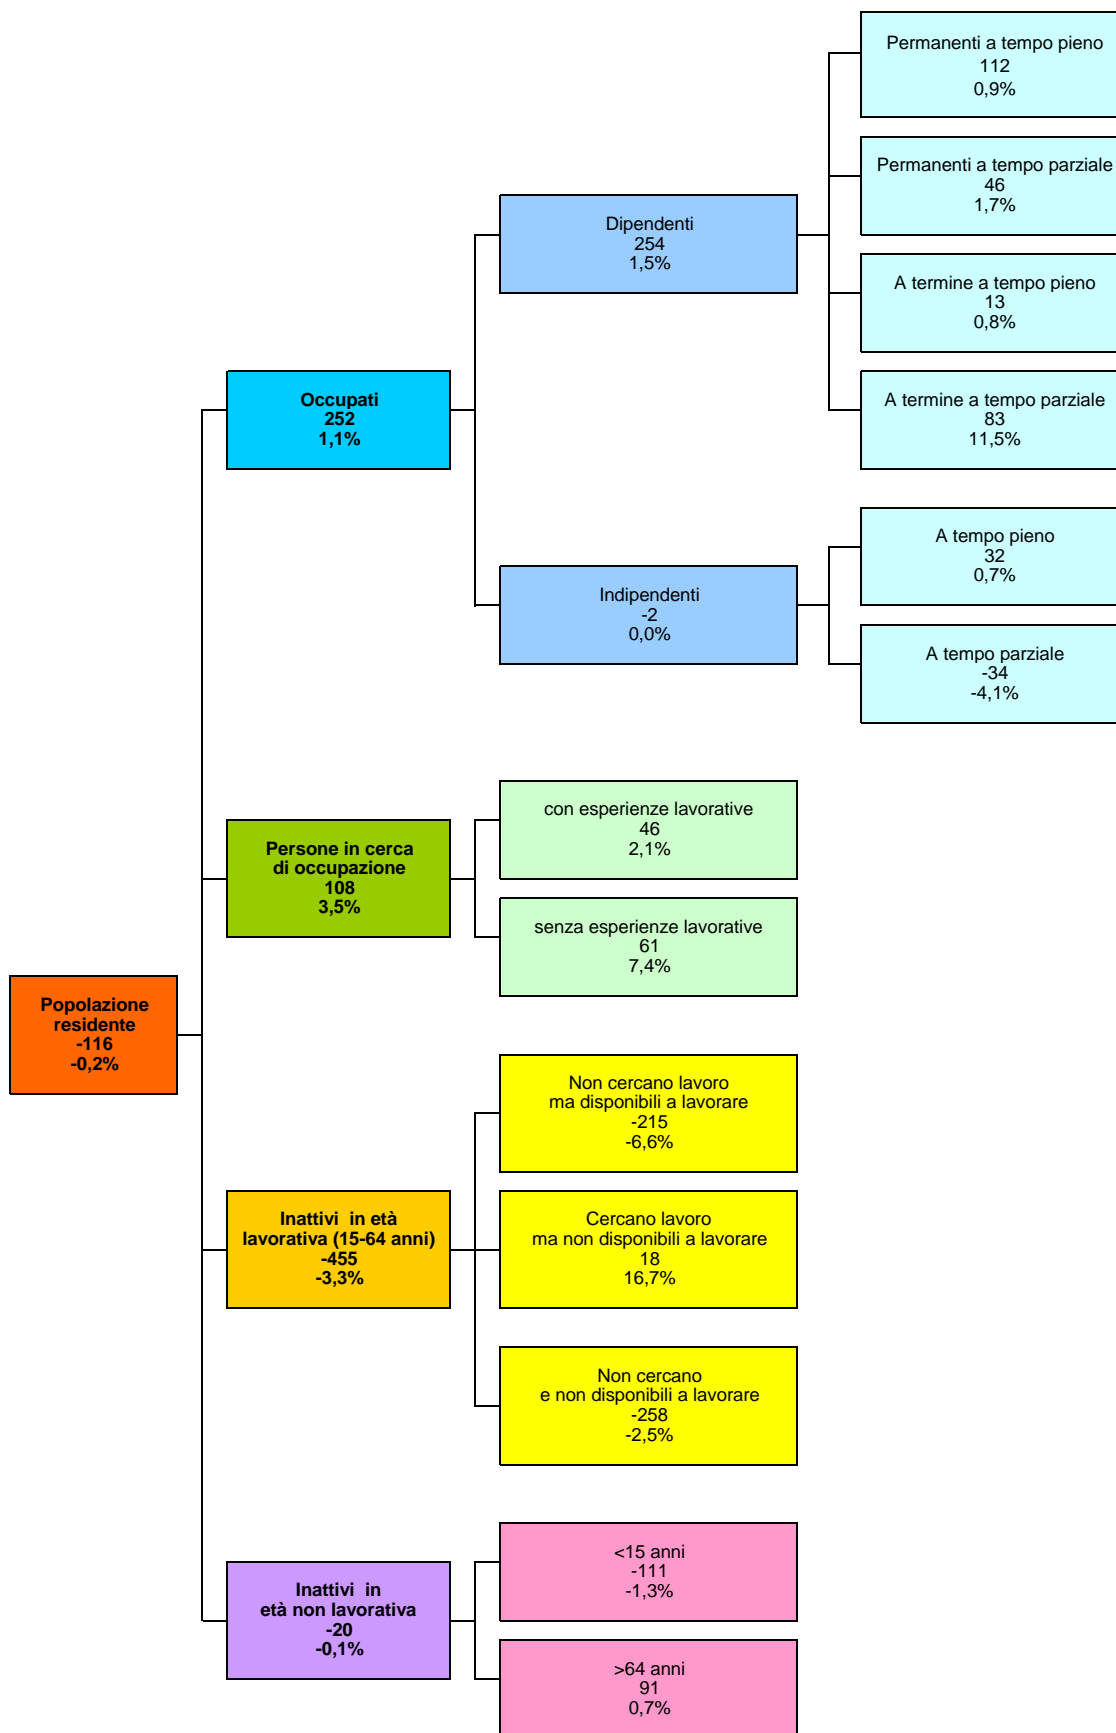 Permanenti a tempo pieno
112
0,9%
Permanenti a tempo parziale
46
1,7%
Dipendenti
254
1,5%
A termine a tempo pieno
13
0,8%
Occupati
252
1,1%
A termine a tempo parziale
83
11,5%
A tempo pieno
32
0,7%
Indipendenti
-2
0,0%
A tempo parziale
-34
-4,1%
con esperienze lavorative
46
2,1%
Persone in cerca
di occupazione
108
3,5%
senza esperienze lavorative
61
7,4%
Popolazione
residente
-116
-0,2%
Non cercano lavoro
ma disponibili a lavorare
-215
-6,6%
Inattivi in età
lavorativa (15-64 anni)
-455
-3,3%
Cercano lavoro
ma non disponibili a lavorare
18
16,7%
Non cercano
e non disponibili a lavorare
-258
-2,5%
<15 anni
-111
-1,3%
Inattivi in
età non lavorativa
-20
-0,1%
>64 anni
91
0,7%